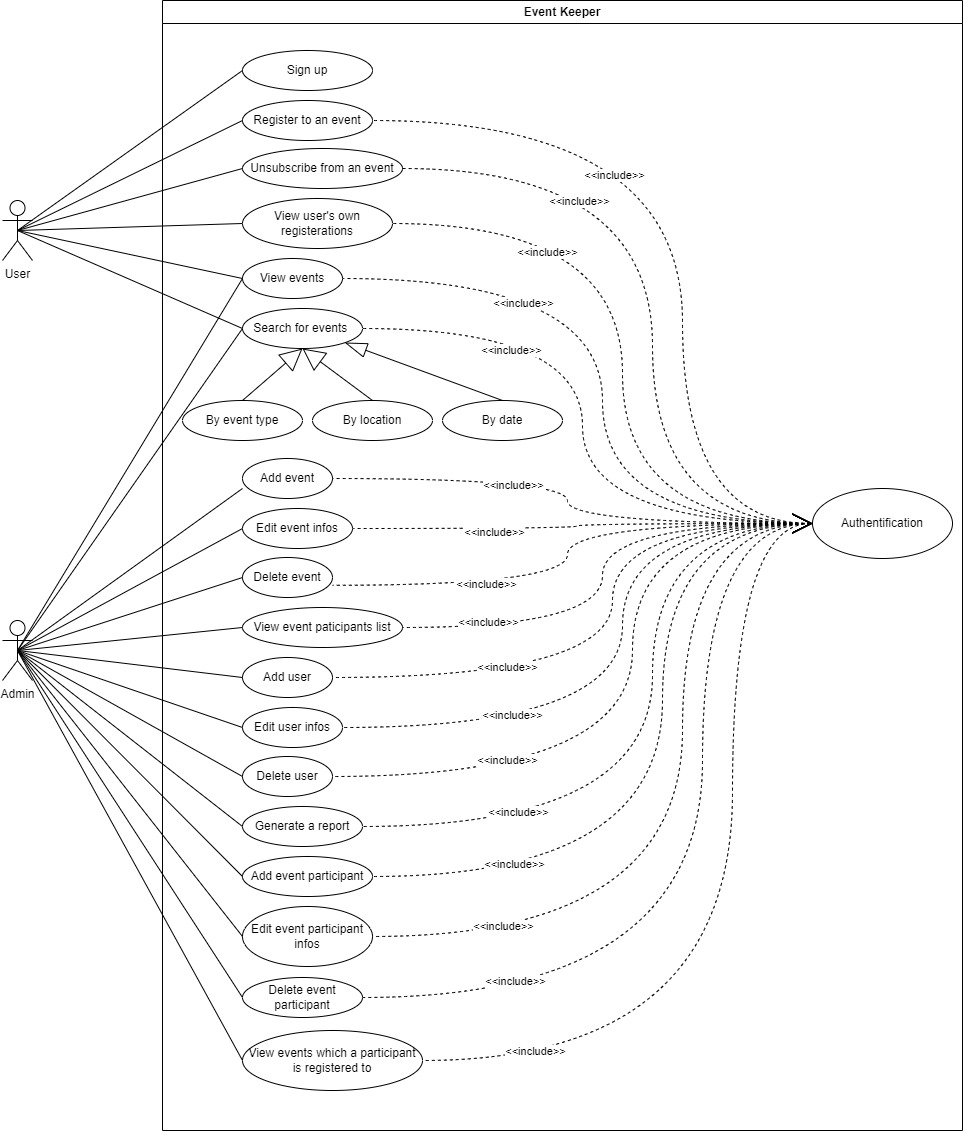 Event Keeper
Sign up
Register to an event
<<include>>
Unsubscribe from an event
<<include>>
View user's own
registerations
<<include>>
User
View events
<<include>>
Search for events
<<include>>
By event type
By location
By date
Add event
<<include>>
Edit event infos
<<include>>
Authentification
Delete event
<<include>>
View event paticipants list
<<include>>
Admin
Add user
<<include>>
Edit user infos
<<include>>
Delete user
<<include>>
Generate a report
<<include>>
Add event participant
<<include>>
Edit event participant
infos
<<include>>
Delete event
participant
<<include>>
View events which a participant
is registered to
<<include>>